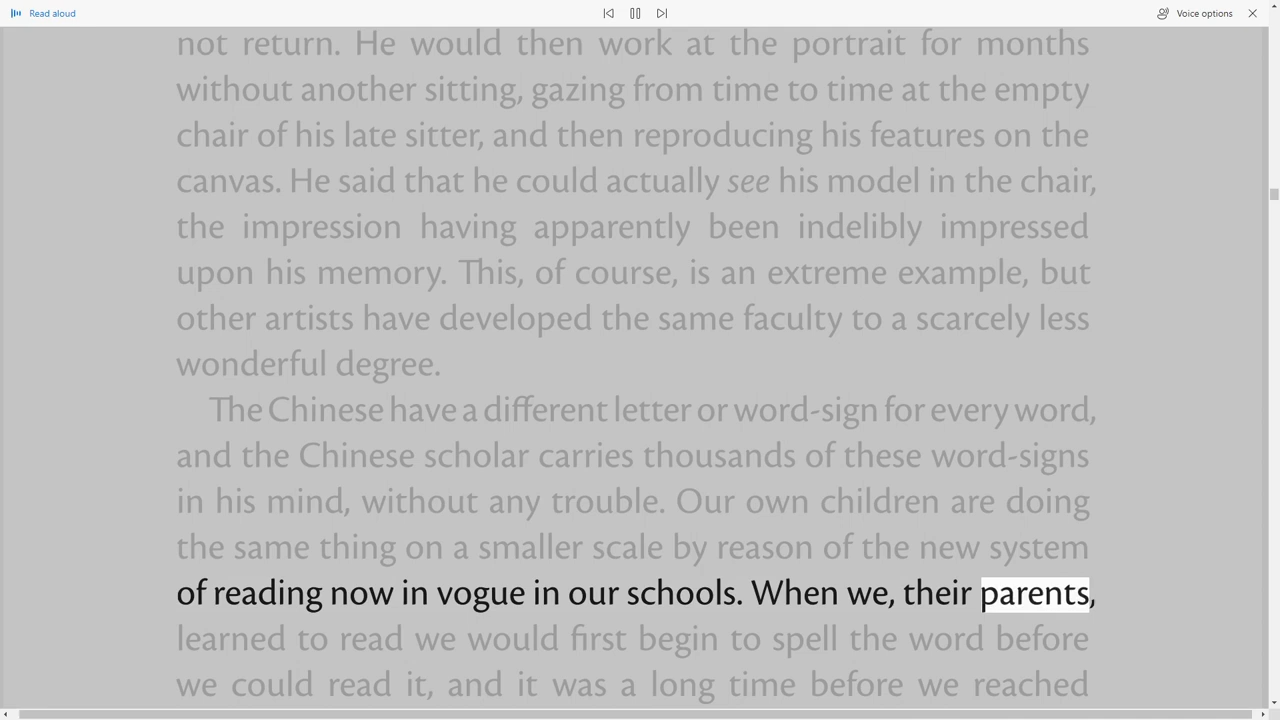 Read aloud
Voice options
not return. He would then work at the portrait for months
without another sitting, gazing from time to time at the empty
chair of his late sitter, and then reproducing his features on the
canvas. He said that he could actually see his model in the chair,
the impression having apparently been indelibly impressed
upon his memory. This, of course, is an extreme example, but
other artists have developed the same faculty to a scarcely less
wonderful degree.
The Chinese have a different letter or word-sign for every word,
and the Chinese scholar carries thousands of these word-signs
in his mind, without any trouble. Our own children are doing
the same thing on a smaller scale by reason of the new system
of reading now in vogue in our schools. When we, their parents,
learned to read we would first begin to spell the word before
we could read it, and it was a long time before we reached